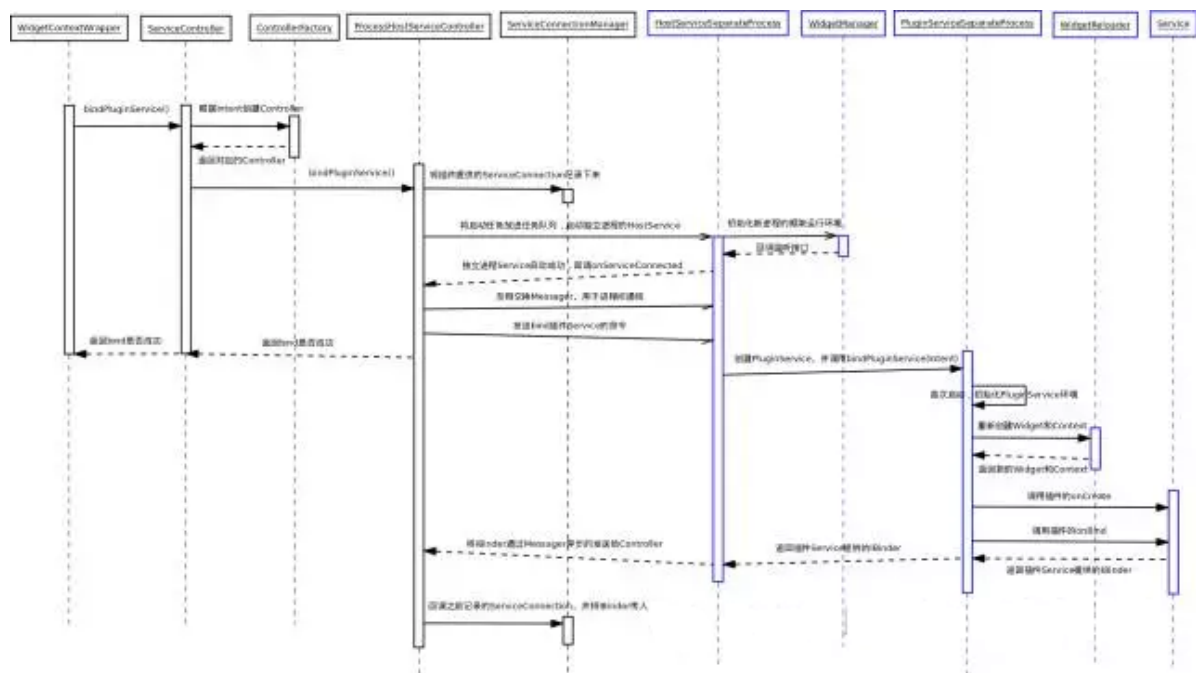 WidgetContextWrapper
ServiceController
ControllerFactory
ProcessHostServiceController
ServiceConnectionManager
HostServiceSeparateProcess
WidgetManager
PluginServiceSeparateProcess
WidgetReloader
Service
bindPluginService()
根据Intent创建Controller
返回对应的Controller
bindPluginService()
将插件提供的ServiceConnection记录下来
将启动任务加进任务队列，启动独立进程的HostService
初始化新进程的框架运行环境
独立进程Service启动成功，回调onServiceConnected
互相交换Messager，用于进程间通信
发送bind插件Service的命令
返回bind是否成功
返回bind是否成功
创建PluginService，并调用bindPluginService(Intent)
首次启动，初始化PluginService环境
重新创建Widget和Context
返回新的Widget和Context
调用插件的onCreate
调用插件的onBind
返回插件Service提供的IBinder
返回插件Service提供的IBinder
将IBinder通过Messager异步的发送给Controller
回调之前记录的ServiceConnection，并将IBinder传入